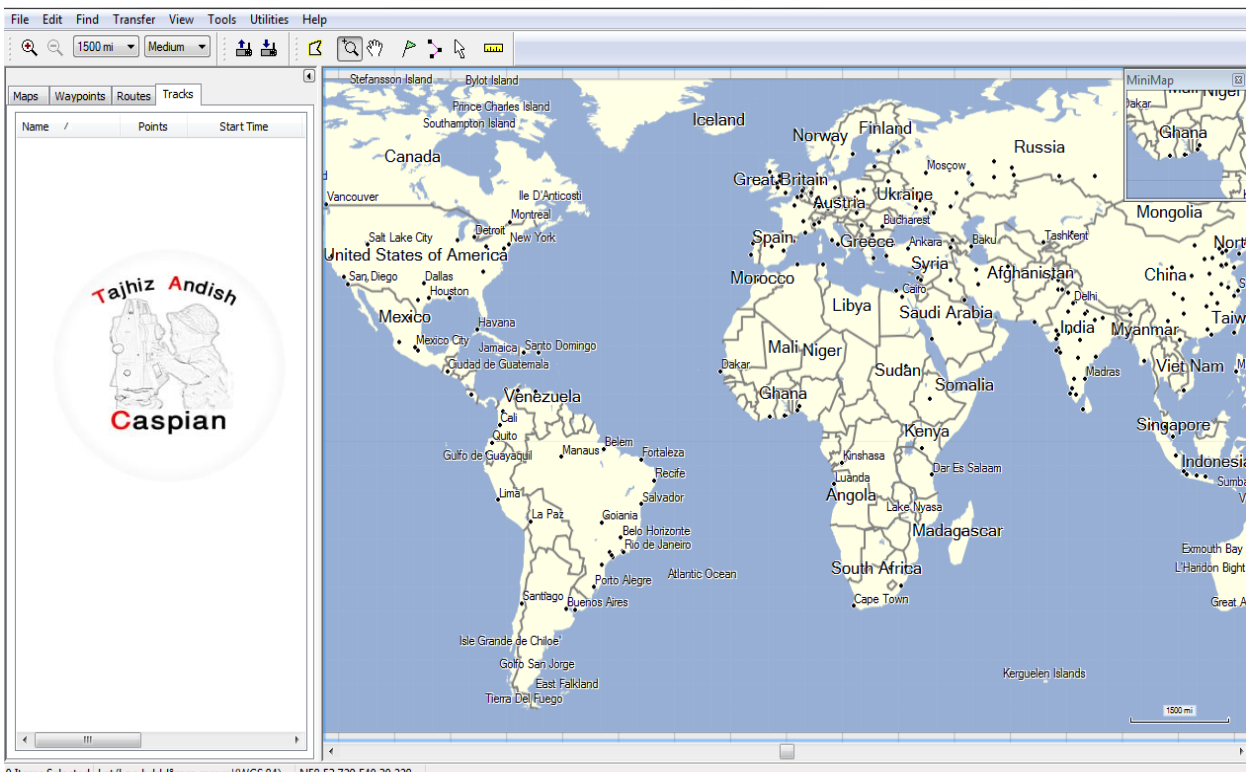 File Edit Find Transfer View Tools Utilities Help
1500 mi Medium
Maps Waypoints Routes Tracks
Name / Points Start Time
Tajhiz Andish
Caspian
MiniMap
Dakar
Ghana
Stefansson Island Bylot Island
Prince Charles Island
Southampton Island
Iceland
Norway Finland
Russia
Canada
Moscow
Great Britain
Vancouver
Ile D'Anticosti
Ukraine
Austria
Mongolia
Montreal
Bucharest
Salt Lake City
Detroit
New York
Spain
Greece
Ankara
Baku
Tashkent
United States of America
Syria
San Diego
Dallas
Morocco
Afghanistan
China
Houston
Cairo
Delhi
Mexico
Libya
Saudi Arabia
Havana
India
Myanmar
Mexico City
Jamaica
Santo Domingo
Mali
Niger
Ciudad de Guatemala
Dakar
Sudan
Madras
Viet Nam
Venezuela
Ghana
Somalia
Cali
Singapore
Quito
Kenya
Gulfo de Guayaquil
Manaus
Belem
Fortaleza
Kinshasa
Indonesia
Recife
Dar Es Salaam
Lima
Salvador
Luanda
Angola
La Paz
Goiania
Lake Nyasa
Belo Horizonte
Madagascar
Rio de Janeiro
Exmouth Bay
Atlantic Ocean
South Africa
L'Haridon Bight
Porto Alegre
Santiago
Buenos Aires
Cape Town
Isle Grande de Chiloe'
Golfo San Jorge
Kerguelen Islands
East Falkland
Tierra Del Fuego
1500 mi